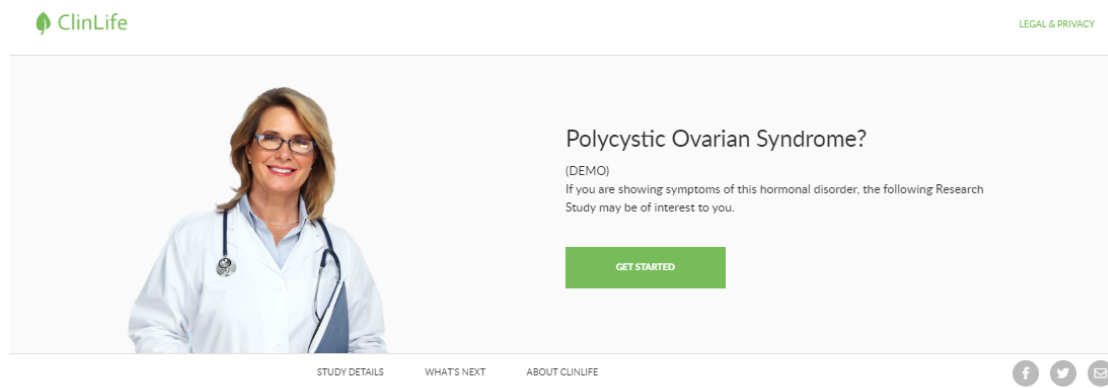 ClinLife
LEGAL & PRIVACY
Polycystic Ovarian Syndrome?
(DEMO)
If you are showing symptoms of this hormonal disorder, the following Research
Study may be of interest to you.
GET STARTED
STUDY DETAILS
WHAT'S NEXT
ABOUT CLINLIFE